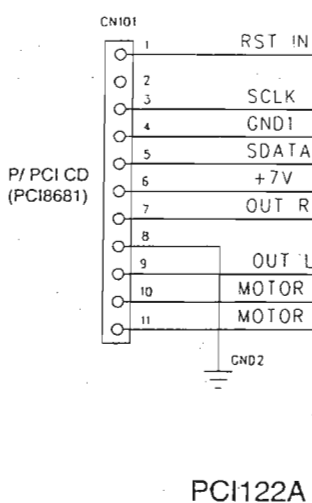 CN101
1 RST IN
2
3 SCLK
4 GND1
5 SDATA
P/ PCI CD
(PCI8681)
6 +7V
7 OUT R
8
9 OUT L
10 MOTOR
11 MOTOR
GND2
PCI122A